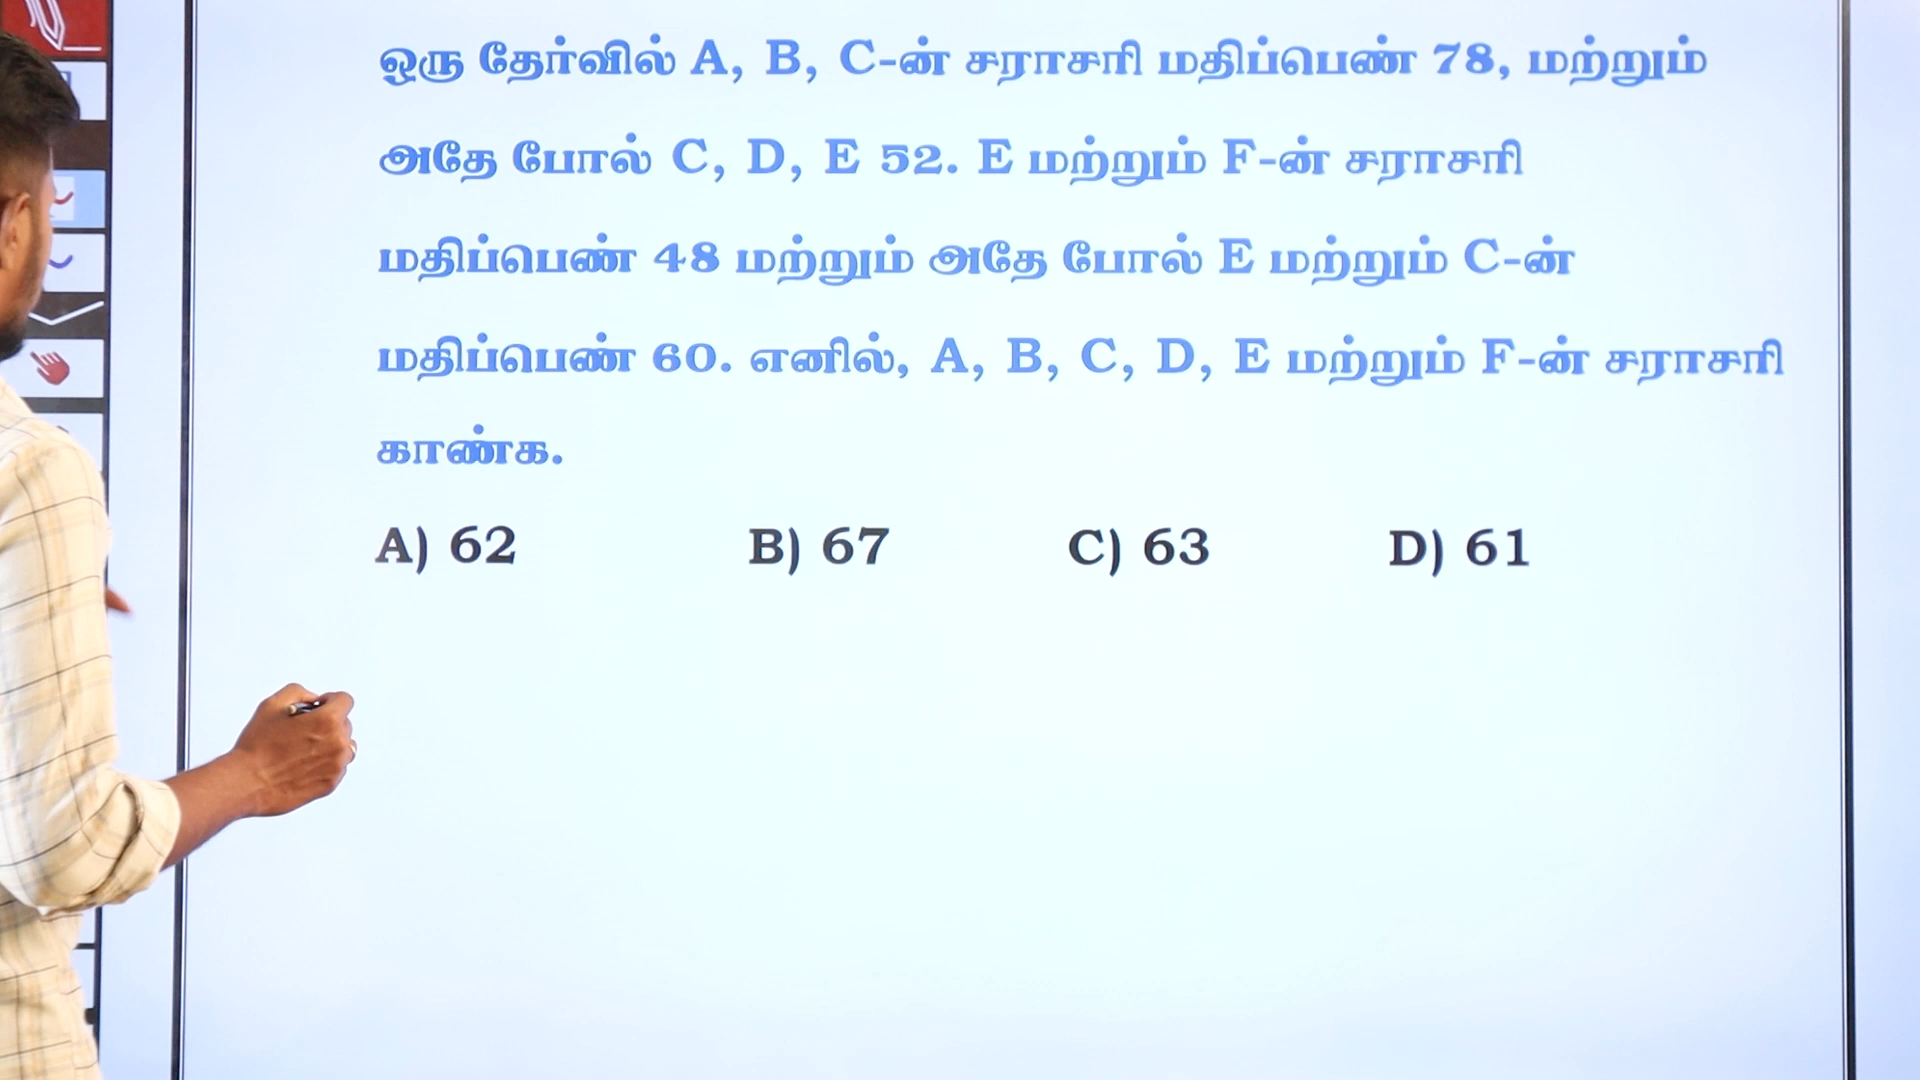 ஒரு தேர்வில் A, B, C-ன் சராசரி மதிப்பெண் 78, மற்றும்
அதே போல் C, D, E 52. E மற்றும் F-ன் சராசரி
மதிப்பெண் 48 மற்றும் அதே போல் E மற்றும் C-ன்
மதிப்பெண் 60. எனில், A, B, C, D, E மற்றும் F-ன் சராசரி
காண்க.
A) 62 B) 67 C) 63 D) 61